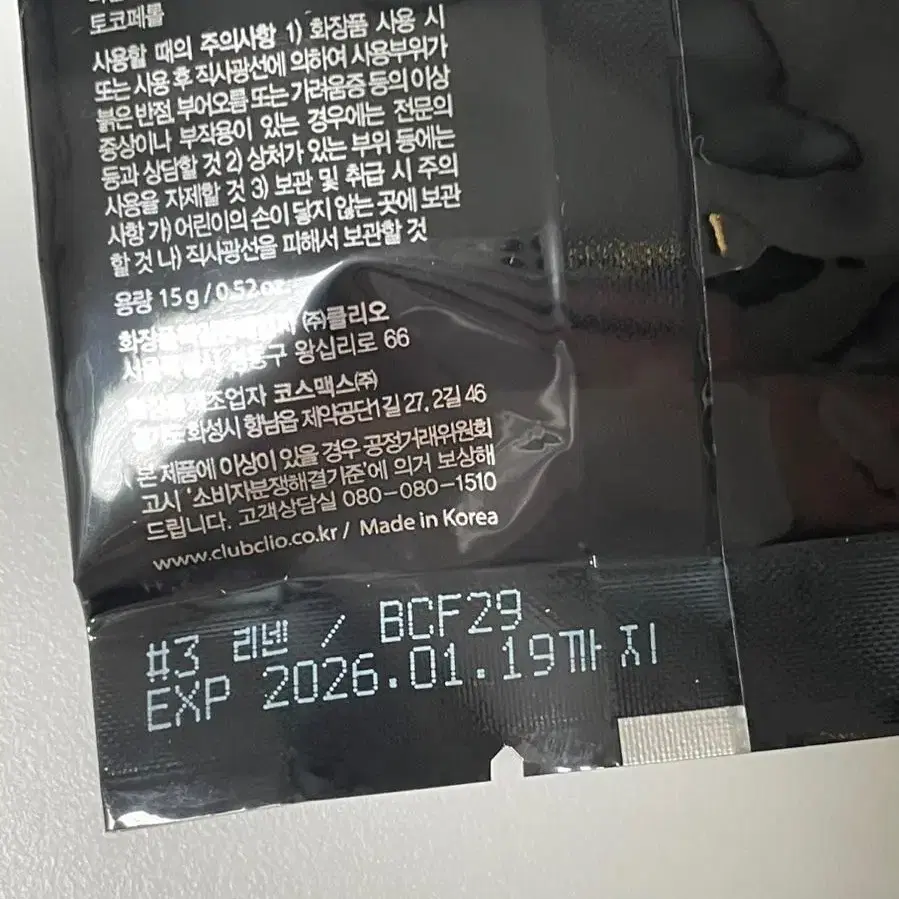 토코페롤
사용할 때의 주의사항 1) 화장품 사용 시
또는 사용 후 직사광선에 의하여 사용부위가
붉은 반점, 부어오름 또는 가려움증 등의 이상
증상이나 부작용이 있는 경우에는 전문의
등과 상담할 것 2) 상처가 있는 부위 등에는
사용을 자제할 것 3) 보관 및 취급 시 주의
사항 가) 어린이의 손이 닿지 않는 곳에 보관
할 것 나) 직사광선을 피해서 보관할 것
용량 15g / 0.52oz.
(주)클리오
왕십리로 66
코스맥스(주)
화성시 향남읍 제약공단1길 27, 2길 46
본 제품에 이상이 있을 경우 공정거래위원회
고시 '소비자분쟁해결기준'에 의거 보상해
드립니다. 고객상담실 080-080-1510
www.clubclio.co.kr / Made in Korea
#3 리넨 / BCF29
EXP 2026.01.19까지